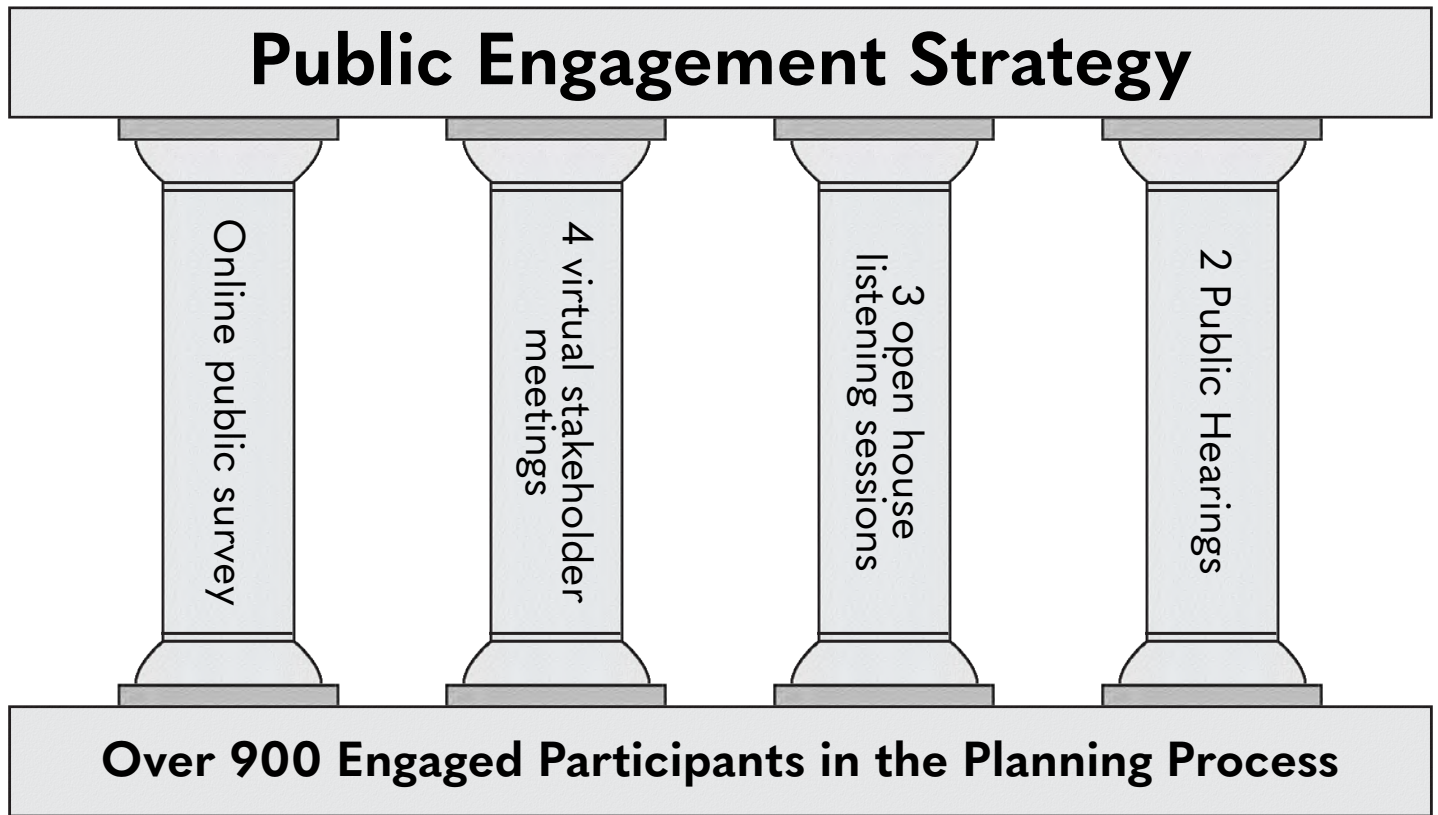 Public Engagement Strategy
Online public survey
4 virtual stakeholder
meetings
3 open house
listening sessions
2 Public Hearings
Over 900 Engaged Participants in the Planning Process